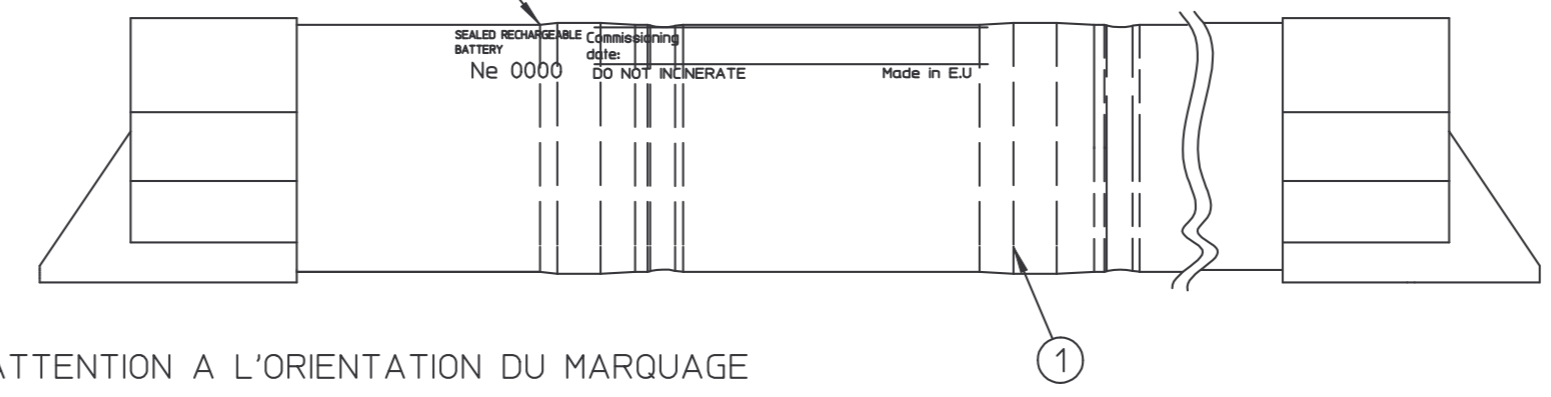 SEALED RECHARGEABLE
BATTERY
Ne 0000
Commissioning
date:
DO NOT INCINERATE
Made in E.U
1
ATTENTION A L'ORIENTATION DU MARQUAGE